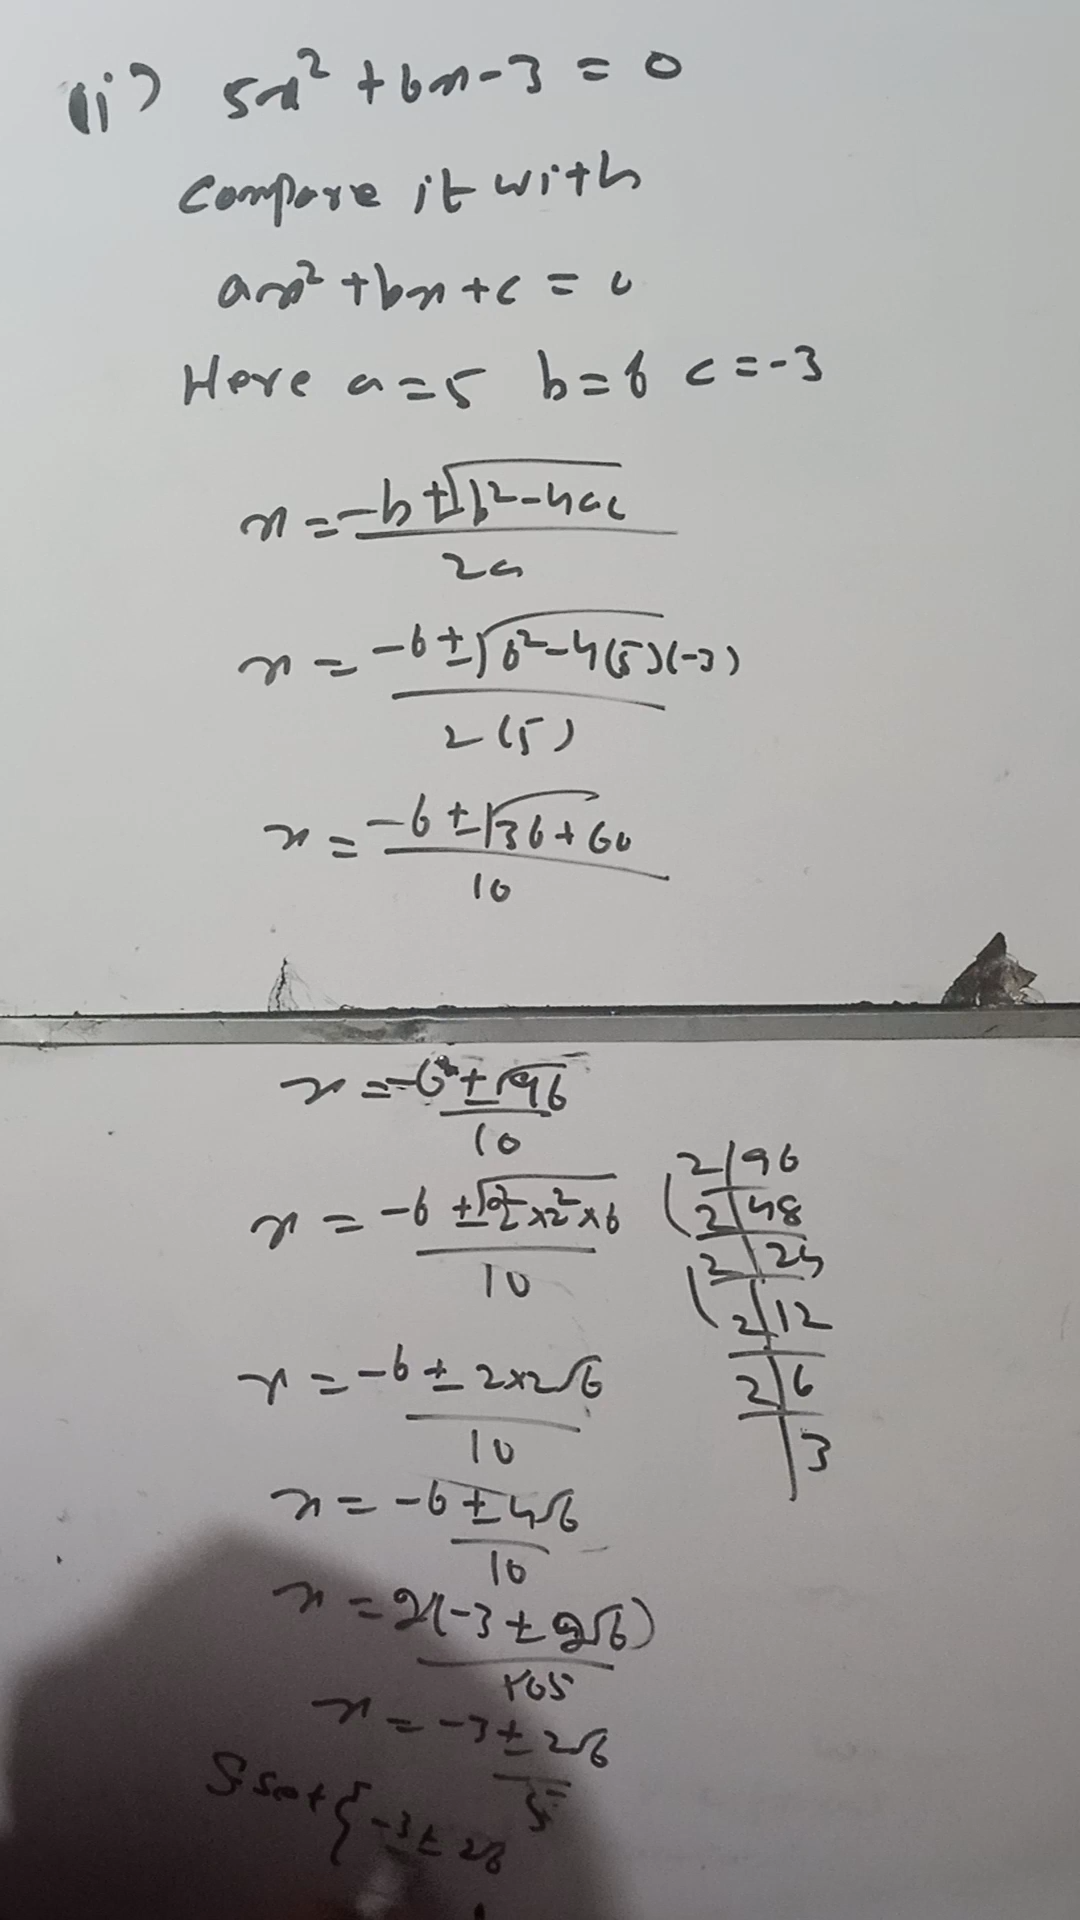 (ii) 5x² + 6x - 3 = 0
Compare it with
ax² + bx + c = 0
Here a = 5 b = 6 c = -3
x = -b ± √b² - 4ac / 2a
x = -6 ± √6² - 4(5)(-3) / 2(5)
x = -6 ± √36 + 60 / 10
x = -6 ± √96 / 10
x = -6 ± √2² × 2² × 6 / 10
2 | 96
2 | 48
2 | 24
2 | 12
2 | 6
3
x = -6 ± 2×2√6 / 10
x = -6 ± 4√6 / 10
x = 2(-3 ± 2√6) / 10 5
x = -3 ± 2√6 / 5
S set { -3 ± 2√6